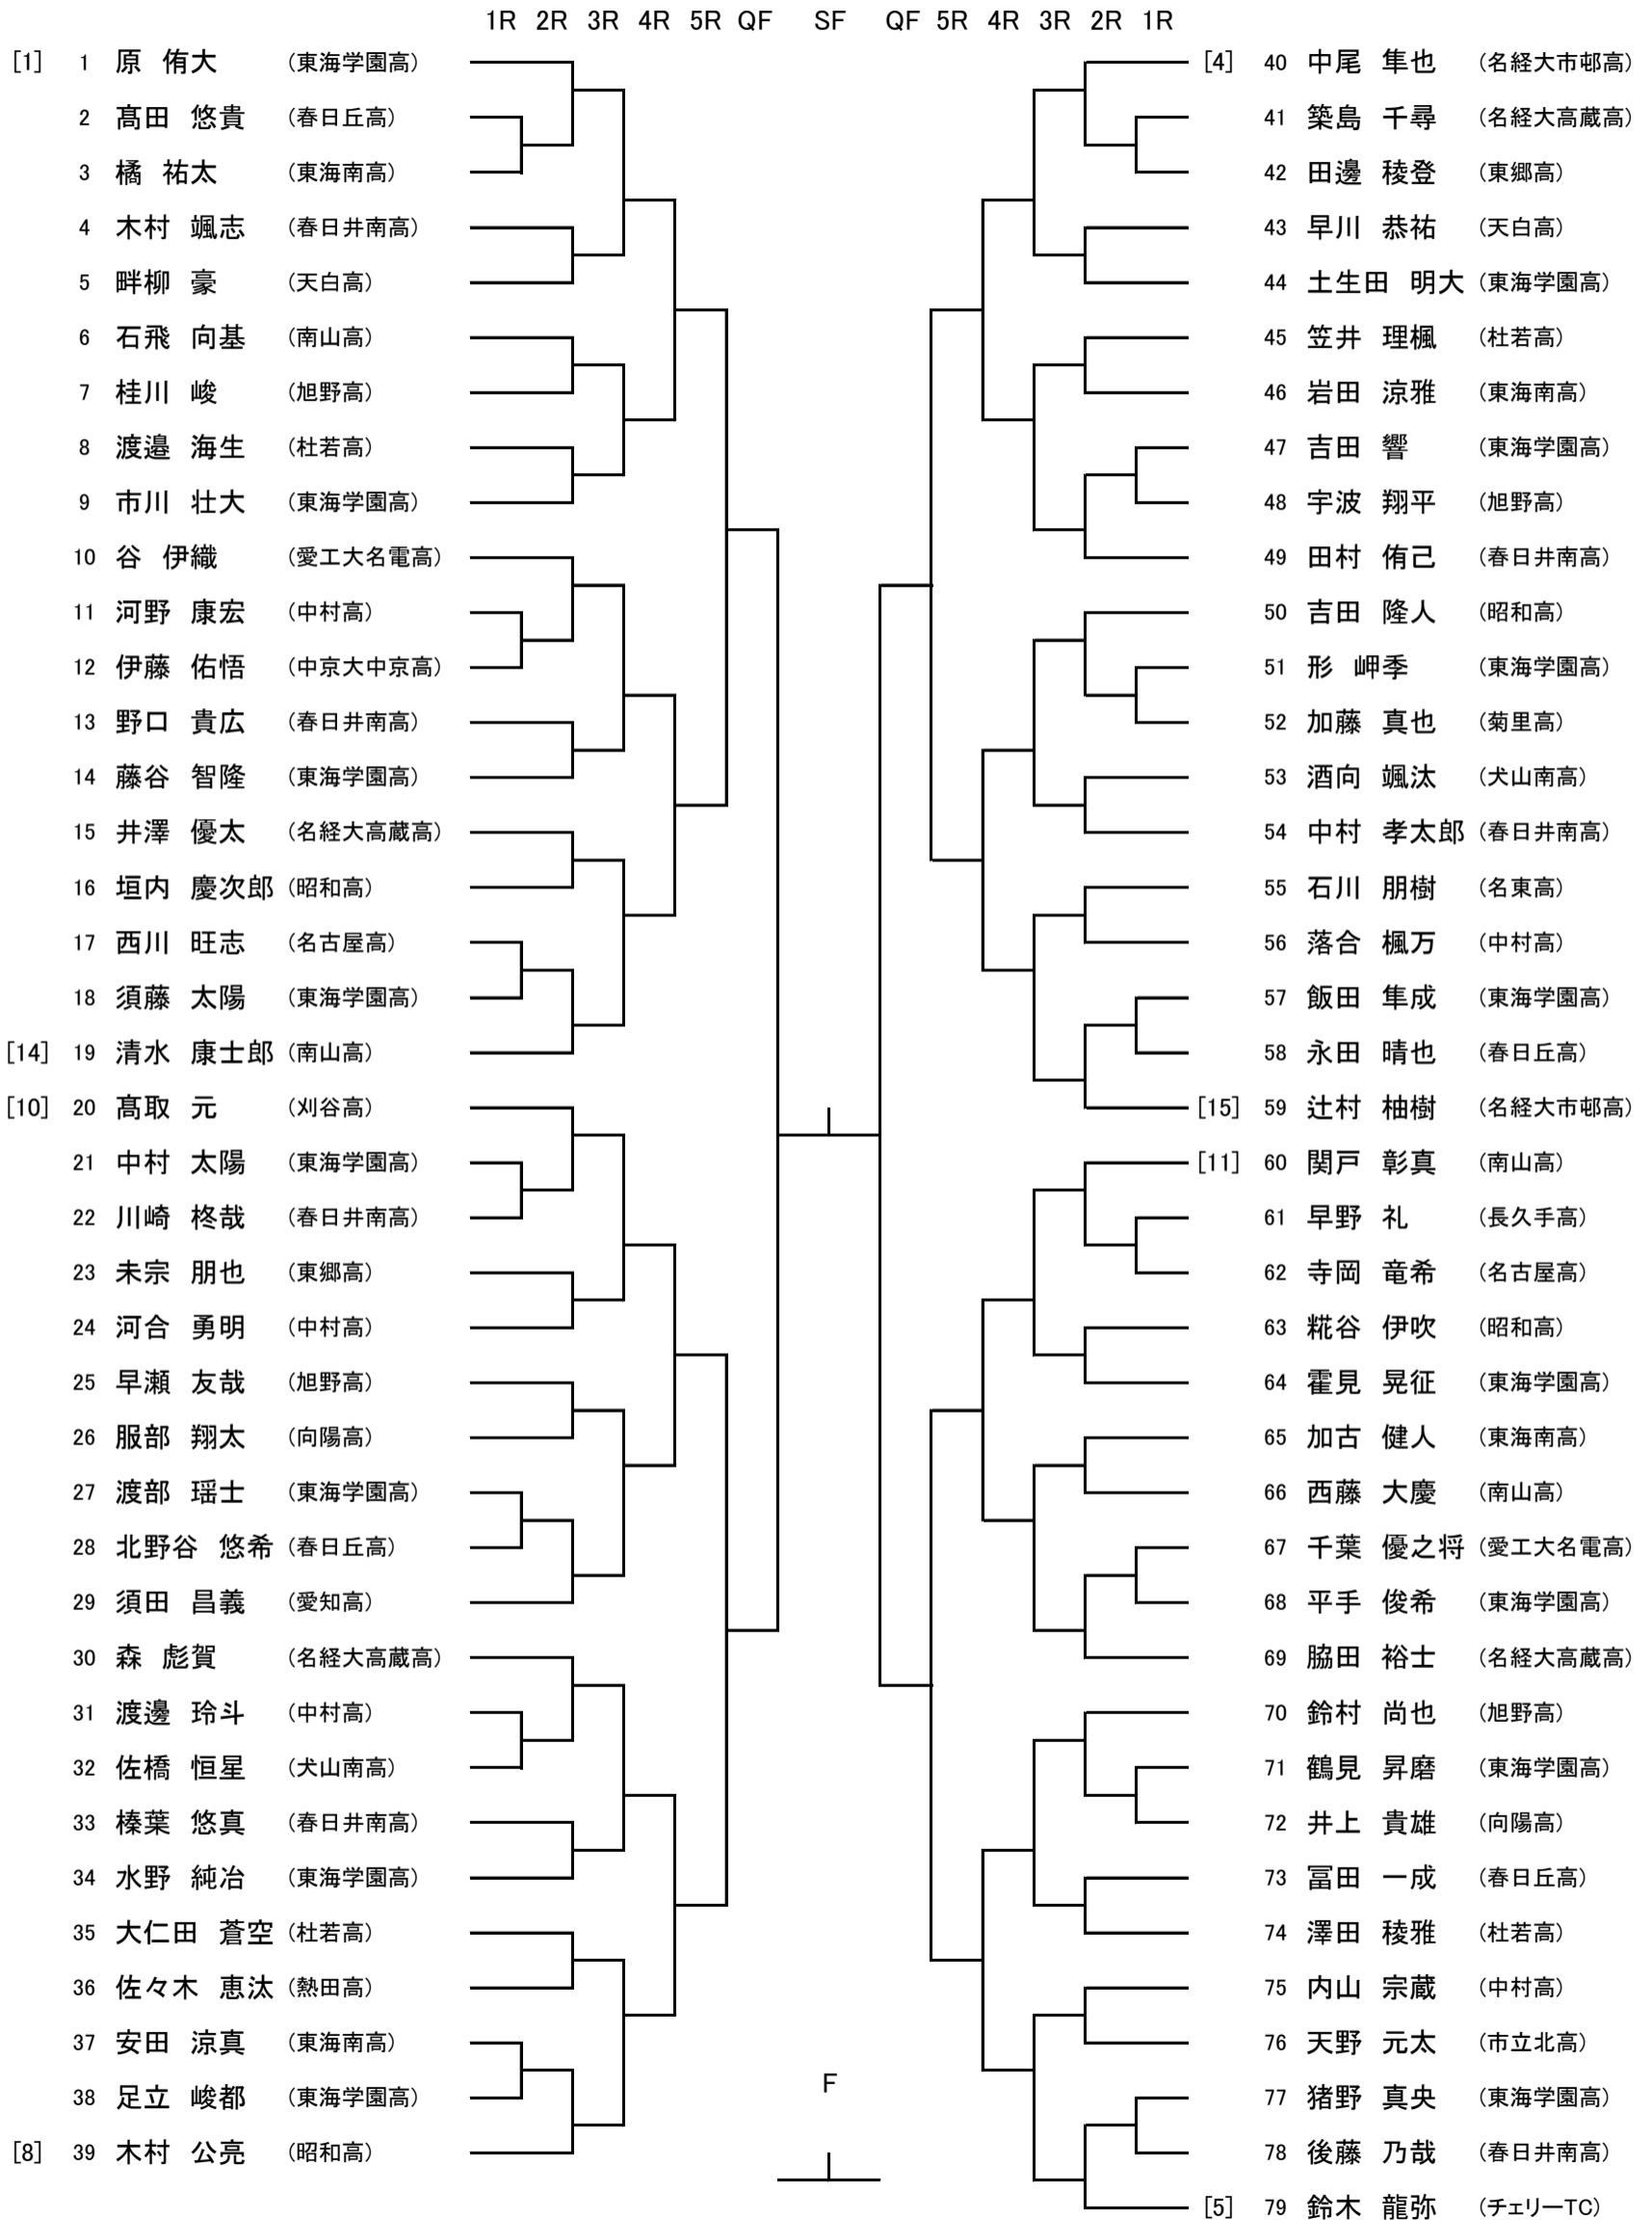 1R 2R 3R 4R 5R QF SF QF 5R 4R 3R 2R 1R
[1] 1 原 侑大 (東海学園高)
2 髙田 悠貴 (春日丘高)
3 橘 祐太 (東海南高)
4 木村 颯志 (春日井南高)
5 畔柳 豪 (天白高)
6 石飛 向基 (南山高)
7 桂川 峻 (旭野高)
8 渡邉 海生 (杜若高)
9 市川 壮大 (東海学園高)
10 谷 伊織 (愛工大名電高)
11 河野 康宏 (中村高)
12 伊藤 佑悟 (中京大中京高)
13 野口 貴広 (春日井南高)
14 藤谷 智隆 (東海学園高)
15 井澤 優太 (名経大高蔵高)
16 垣内 慶次郎 (昭和高)
17 西川 旺志 (名古屋高)
18 須藤 太陽 (東海学園高)
[14] 19 清水 康士郎 (南山高)
[10] 20 髙取 元 (刈谷高)
21 中村 太陽 (東海学園高)
22 川崎 柊哉 (春日井南高)
23 未宗 朋也 (東郷高)
24 河合 勇明 (中村高)
25 早瀬 友哉 (旭野高)
26 服部 翔太 (向陽高)
27 渡部 瑶士 (東海学園高)
28 北野谷 悠希 (春日丘高)
29 須田 昌義 (愛知高)
30 森 彪賀 (名経大高蔵高)
31 渡邊 玲斗 (中村高)
32 佐橋 恒星 (犬山南高)
33 榛葉 悠真 (春日井南高)
34 水野 純冶 (東海学園高)
35 大仁田 蒼空 (杜若高)
36 佐々木 恵汰 (熱田高)
37 安田 涼真 (東海南高)
38 足立 峻都 (東海学園高)
[8] 39 木村 公亮 (昭和高)
F
[4] 40 中尾 隼也 (名経大市邨高)
41 築島 千尋 (名経大高蔵高)
42 田邊 稜登 (東郷高)
43 早川 恭祐 (天白高)
44 土生田 明大 (東海学園高)
45 笠井 理楓 (杜若高)
46 岩田 涼雅 (東海南高)
47 吉田 響 (東海学園高)
48 宇波 翔平 (旭野高)
49 田村 侑己 (春日井南高)
50 吉田 隆人 (昭和高)
51 形 岬季 (東海学園高)
52 加藤 真也 (菊里高)
53 酒向 颯汰 (犬山南高)
54 中村 孝太郎 (春日井南高)
55 石川 朋樹 (名東高)
56 落合 楓万 (中村高)
57 飯田 隼成 (東海学園高)
58 永田 晴也 (春日丘高)
[15] 59 辻村 柚樹 (名経大市邨高)
[11] 60 関戸 彰真 (南山高)
61 早野 礼 (長久手高)
62 寺岡 竜希 (名古屋高)
63 糀谷 伊吹 (昭和高)
64 霍見 晃征 (東海学園高)
65 加古 健人 (東海南高)
66 西藤 大慶 (南山高)
67 千葉 優之将 (愛工大名電高)
68 平手 俊希 (東海学園高)
69 脇田 裕士 (名経大高蔵高)
70 鈴村 尚也 (旭野高)
71 鶴見 昇磨 (東海学園高)
72 井上 貴雄 (向陽高)
73 冨田 一成 (春日丘高)
74 澤田 稜雅 (杜若高)
75 内山 宗蔵 (中村高)
76 天野 元太 (市立北高)
77 猪野 真央 (東海学園高)
78 後藤 乃哉 (春日井南高)
[5] 79 鈴木 龍弥 (チェリーTC)